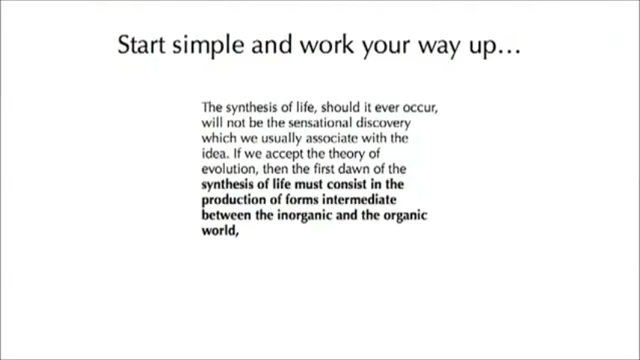 Start simple and work your way up…
The synthesis of life, should it ever occur,
will not be the sensational discovery
which we usually associate with the
idea. If we accept the theory of
evolution, then the first dawn of the
synthesis of life must consist in the
production of forms intermediate
between the inorganic and the organic
world,